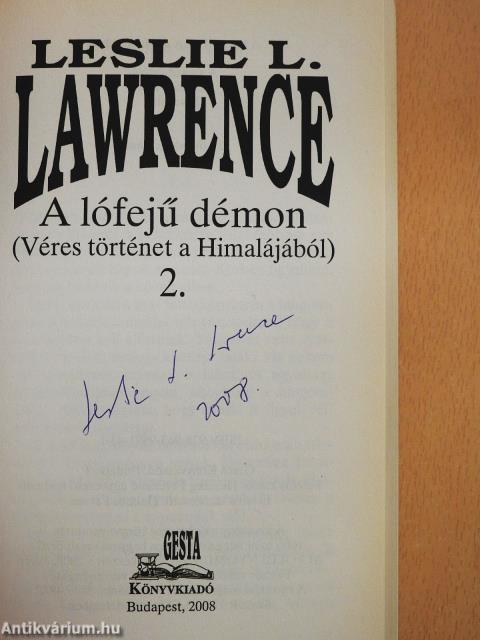 LESLIE L.
LAWRENCE
A lófejű démon
(Véres történet a Himalájából)
2.
Leslie L. Lawrence
2008.
GESTA
KÖNYVKIADÓ
Budapest, 2008
Antikvárium.hu